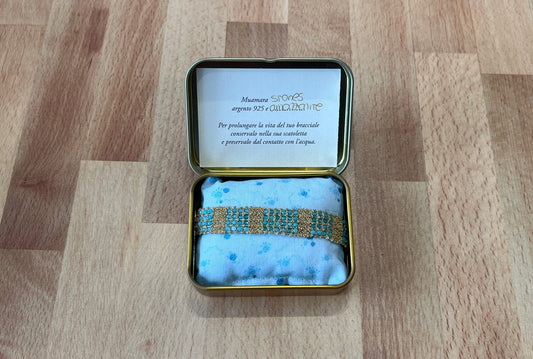 Muamara stones
argento 925 e amazzonite
Per prolungare la vita del tuo bracciale
conservalo nella sua scatoletta
e preservalo dal contatto con l'acqua.